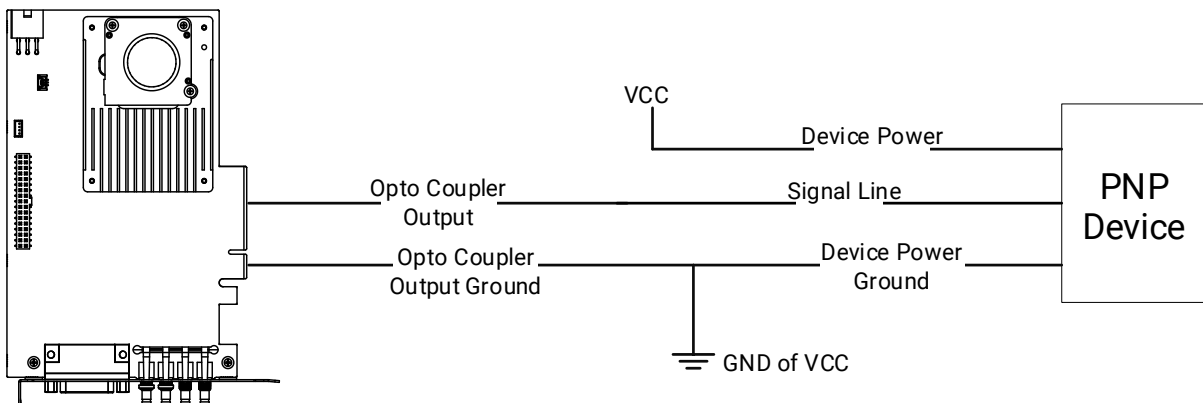 VCC
Device Power
Opto Coupler
Output
Signal Line
PNP
Device
Opto Coupler
Output Ground
Device Power
Ground
GND of VCC